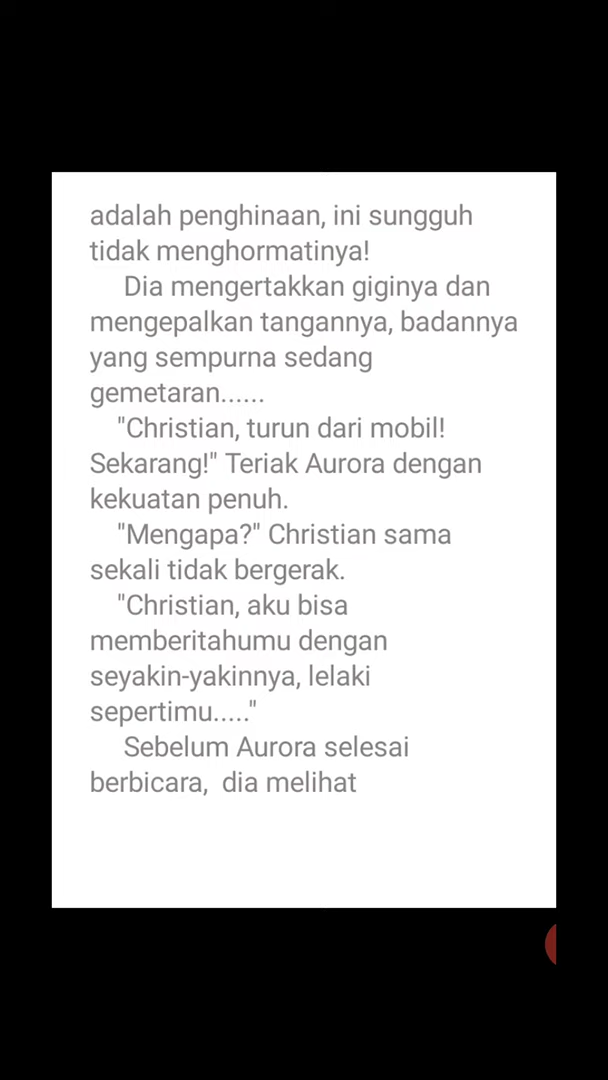 adalah penghinaan, ini sungguh
tidak menghormatinya!
Dia mengertakkan giginya dan
mengepalkan tangannya, badannya
yang sempurna sedang
gemetaran......
"Christian, turun dari mobil!
Sekarang!" Teriak Aurora dengan
kekuatan penuh.
"Mengapa?" Christian sama
sekali tidak bergerak.
"Christian, aku bisa
memberitahumu dengan
seyakin-yakinnya, lelaki
sepertimu....."
Sebelum Aurora selesai
berbicara,  dia melihat